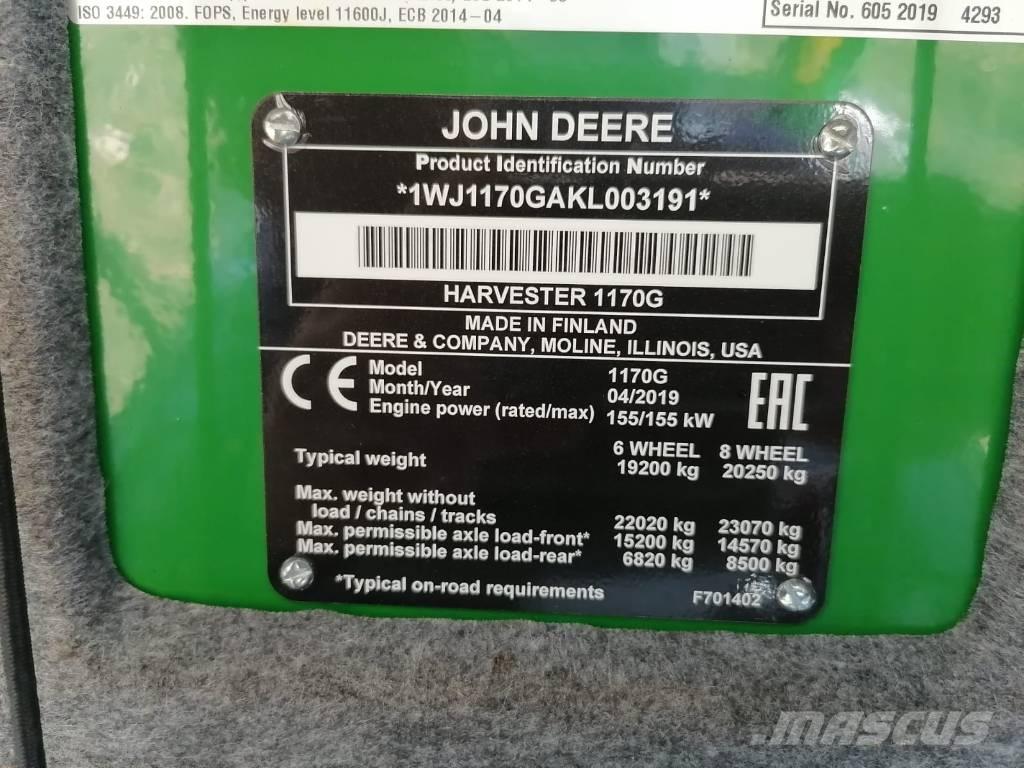 ISO 3449: 2008. FOPS, Energy level 11600J, ECB 2014-04
Serial No. 605 2019 4293
JOHN DEERE
Product Identification Number
*1WJ1170GAKL003191*
HARVESTER 1170G
MADE IN FINLAND
DEERE & COMPANY, MOLINE, ILLINOIS, USA
CE
Model 1170G
Month/Year 04/2019
Engine power (rated/max) 155/155 kW
EAC
6 WHEEL 8 WHEEL
Typical weight 19200 kg 20250 kg
Max. weight without
load / chains / tracks 22020 kg 23070 kg
Max. permissible axle load-front* 15200 kg 14570 kg
Max. permissible axle load-rear* 6820 kg 8500 kg
*Typical on-road requirements
F701402
MASCUS